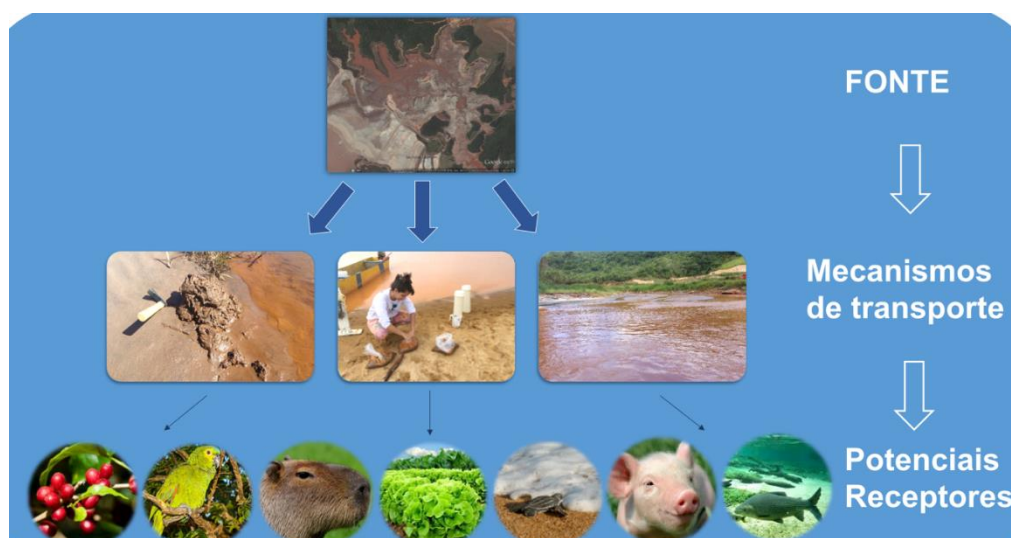 FONTE
Mecanismos
de transporte
Potenciais
Receptores